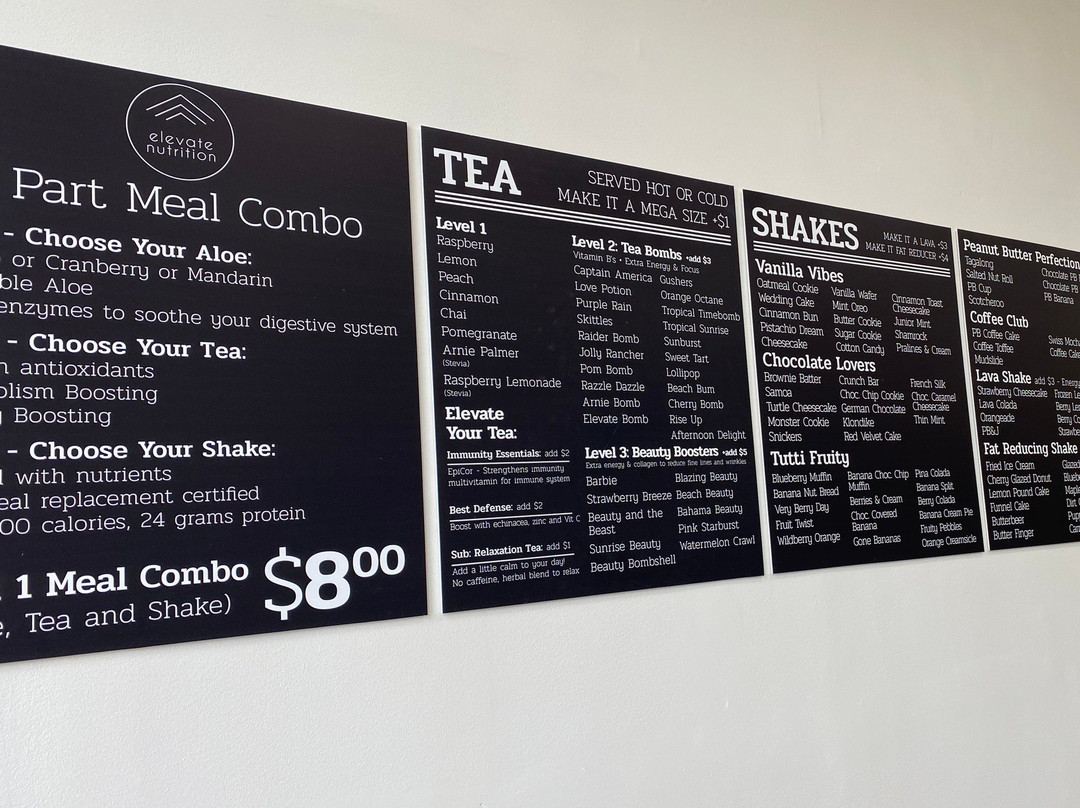 elevate
nutrition
Part Meal Combo
- Choose Your Aloe:
or Cranberry or Mandarin
ble Aloe
enzymes to soothe your digestive system
- Choose Your Tea:
antioxidants
olism Boosting
Boosting
- Choose Your Shake:
with nutrients
eal replacement certified
00 calories, 24 grams protein
1 Meal Combo $8⁰⁰
, Tea and Shake)
TEA
SERVED HOT OR COLD
MAKE IT A MEGA SIZE +$1
Level 1
Raspberry
Lemon
Peach
Cinnamon
Chai
Pomegranate
Arnie Palmer
(Stevia)
Raspberry Lemonade
(Stevia)
Elevate
Your Tea:
Immunity Essentials: add $2
EpiCor - Strengthens immunity
multivitamin for immune system
Best Defense: add $2
Boost with echinacea, zinc and Vit C
Sub: Relaxation Tea: add $1
Add a little calm to your day!
No caffeine, herbal blend to relax
Level 2: Tea Bombs +add $3
Vitamin B's • Extra Energy & Focus
Captain America
Love Potion
Purple Rain
Skittles
Raider Bomb
Jolly Rancher
Pom Bomb
Razzle Dazzle
Arnie Bomb
Elevate Bomb
Gushers
Orange Octane
Tropical Timebomb
Tropical Sunrise
Sunburst
Sweet Tart
Lollipop
Beach Bum
Cherry Bomb
Rise Up
Afternoon Delight
Level 3: Beauty Boosters +add $5
Extra energy & collagen to reduce fine lines and wrinkles
Barbie
Strawberry Breeze
Beauty and the
Beast
Sunrise Beauty
Beauty Bombshell
Blazing Beauty
Beach Beauty
Bahama Beauty
Pink Starburst
Watermelon Crawl
SHAKES
MAKE IT A LAVA +$3
MAKE IT FAT REDUCER +$4
Vanilla Vibes
Oatmeal Cookie
Wedding Cake
Cinnamon Bun
Pistachio Dream
Cheesecake
Vanilla Wafer
Mint Oreo
Butter Cookie
Sugar Cookie
Cotton Candy
Cinnamon Toast
Cheesecake
Junior Mint
Shamrock
Pralines & Cream
Chocolate Lovers
Brownie Batter
Samoa
Turtle Cheesecake
Monster Cookie
Snickers
Crunch Bar
Choc Chip Cookie
German Chocolate
Klondike
Red Velvet Cake
French Silk
Choc Caramel
Cheesecake
Thin Mint
Tutti Fruity
Blueberry Muffin
Banana Nut Bread
Very Berry Day
Fruit Twist
Wildberry Orange
Banana Choc Chip
Muffin
Berries & Cream
Choc Covered
Banana
Gone Bananas
Pina Colada
Banana Split
Berry Colada
Banana Cream Pie
Fruity Pebbles
Orange Creamsicle
Peanut Butter Perfection
Tagalong
Salted Nut Roll
PB Cup
Scotcheroo
Chocolate PB
Chocolate PB
PB Banana
Coffee Club
PB Coffee Cake
Coffee Toffee
Mudslide
Swiss Moch
Coffee Cak
Lava Shake add $3 - Energy
Strawberry Cheesecake
Lava Colada
Orangeade
PB&J
Frozen Le
Berry Le
Berry Co
Strawbe
Fat Reducing Shake
Fried Ice Cream
Cherry Glazed Donut
Lemon Pound Cake
Funnel Cake
Butterbeer
Butter Finger
Glazed
Blueb
Maple
Dirt
Pup
Car